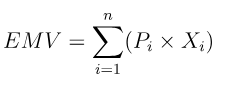 $EMV = \sum_{i=1}^{n} (P_i \times X_i)$